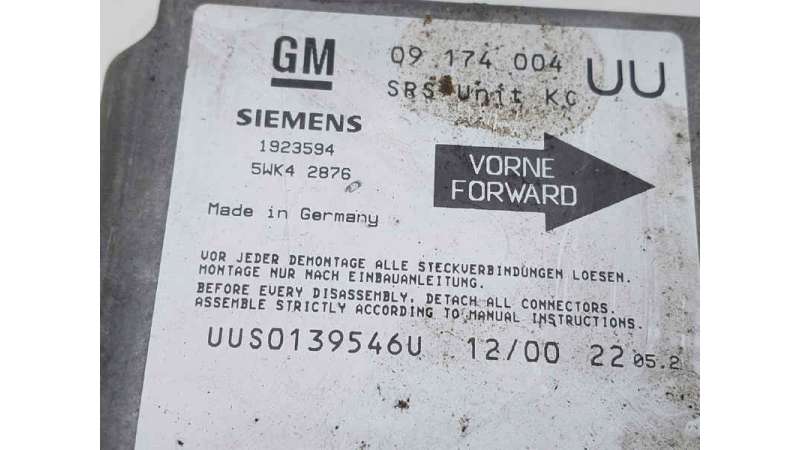 GM
09 174 004 UU
SRS Unit KC
SIEMENS
1923594
5WK4 2876
VORNE
FORWARD
Made in Germany
VOR JEDER DEMONTAGE ALLE STECKVERBINDUNGEN LOESEN.
MONTAGE NUR NACH EINBAUANLEITUNG.
BEFORE EVERY DISASSEMBLY, DETACH ALL CONNECTORS.
ASSEMBLE STRICTLY ACCORDING TO MANUAL INSTRUCTIONS.
UUS0139546U 12/00 22 05.2